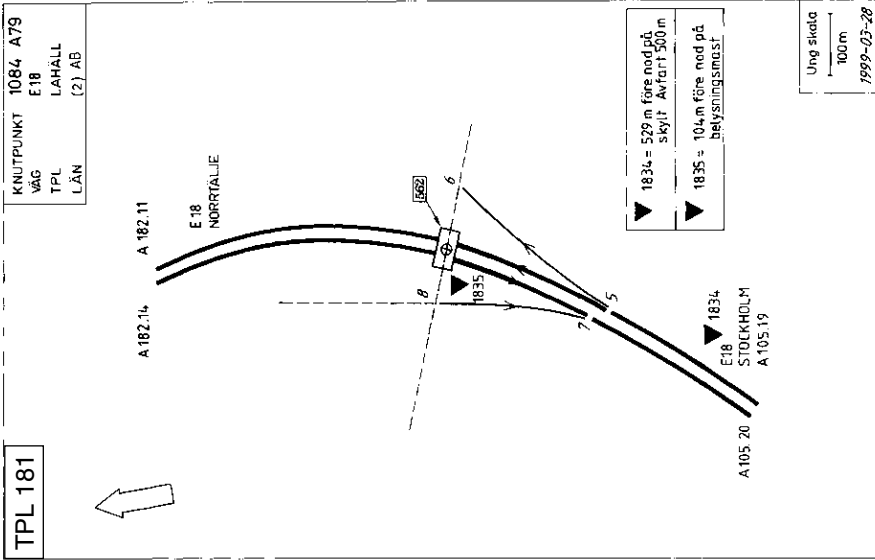 TPL 181
KNUTPUNKT 1084 A79
VÄG E18
TPL LAHÄLL
LÄN (2) AB
A 182.14
A 182.11
E 18
NORRTÄLJE
562
6
8
1835
5
7
1834
E18
STOCKHOLM
A 105.19
A105.20
1834 = 529 m före nod på
skylt Avfart 500 m
1835 = 104 m före nod på
belysningsmast
Ung skala
100 m
1999-03-28